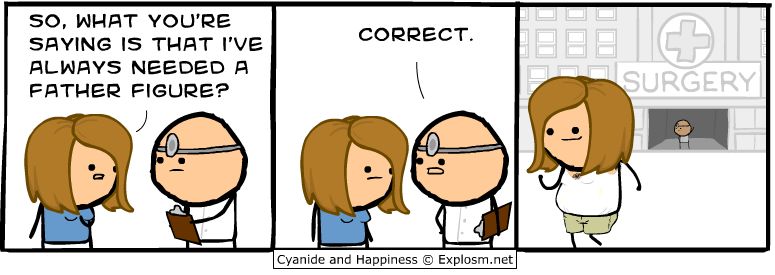 SO, WHAT YOU'RE
SAYING IS THAT I'VE
ALWAYS NEEDED A
FATHER FIGURE?
CORRECT.
SURGERY
Cyanide and Happiness © Explosm.net